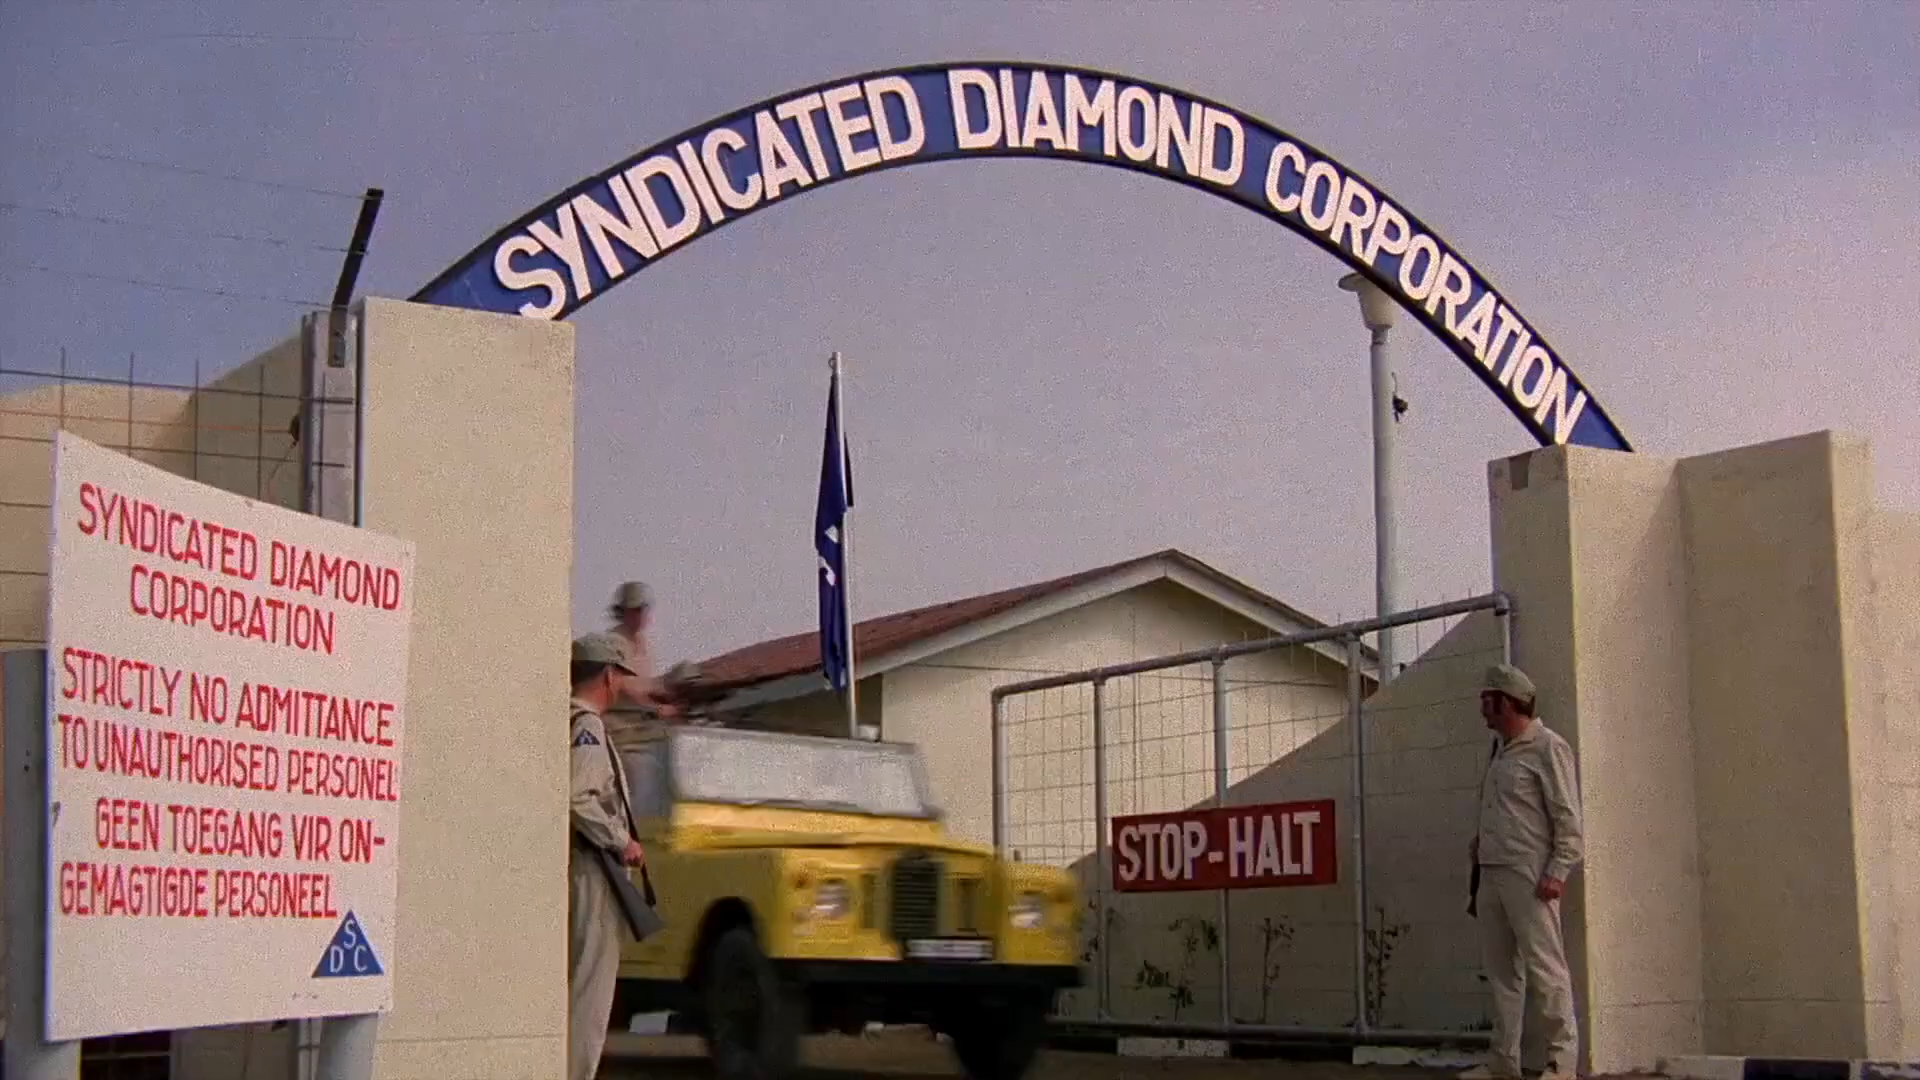 SYNDICATED DIAMOND CORPORATION
SYNDICATED DIAMOND
CORPORATION
STRICTLY NO ADMITTANCE
TO UNAUTHORISED PERSONEL
GEEN TOEGANG VIR ON-
GEMAGTIGDE PERSONEEL
S
D C
STOP-HALT